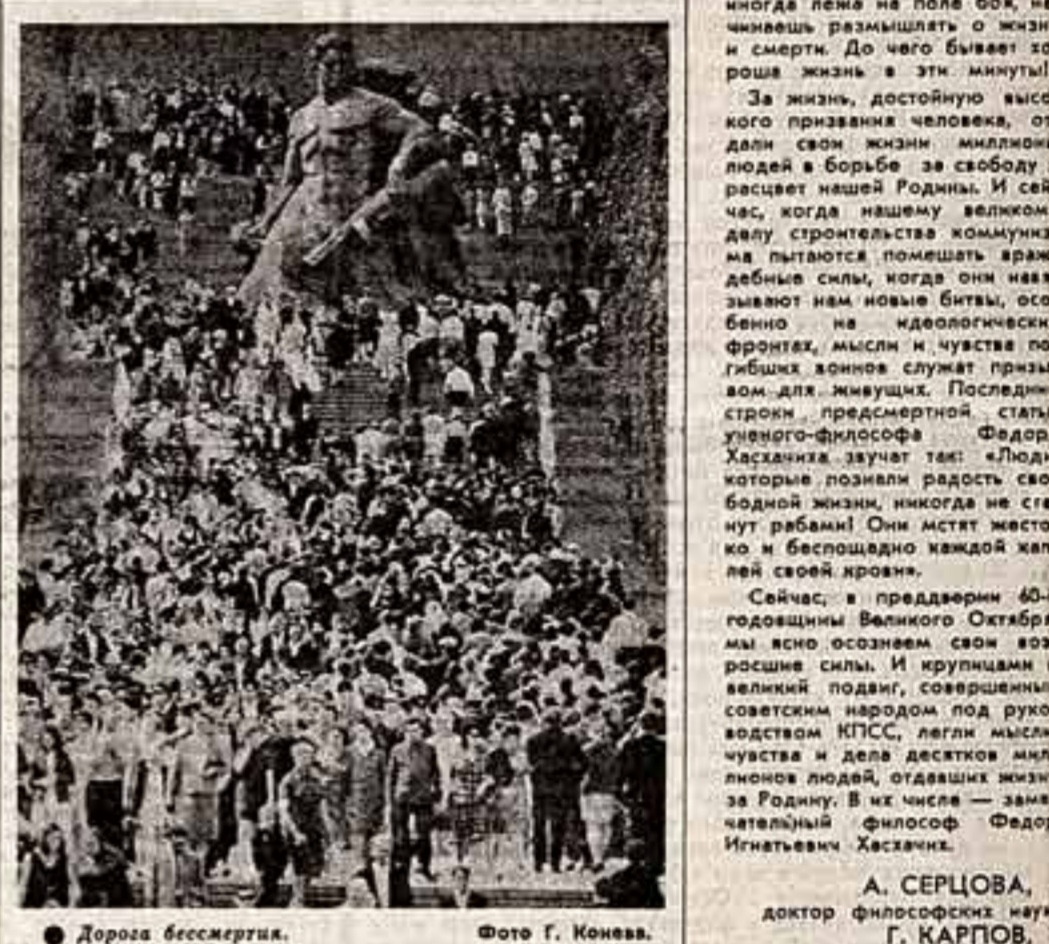 иногда лежа на поле боя, на
чинаешь размышлять о жизн
и смерти. До чего бывает хо
роша жизнь в эти минуты!
За жизнь, достойную высо
кого призвания человека, от
дали свои жизни миллион
людей в борьбе за свободу
расцвет нашей Родины. И сей
час, когда нашему великом
делу строительства коммуниз
ма пытаются помешать враж
дебные силы, когда они навя
зывают нам новые битвы, осо
бенно на идеологически
фронтах, мысли и чувства по
гибших воинов служат призы
вом для живущих. Последни
строки предсмертной стать
ученого-философа Федор
Хасхачиха звучат так: «Люди
которые познали радость сво
бодной жизни, никогда не ста
нут рабами! Они мстят жесто
ко и беспощадно каждой кап
лей своей крови».
Сейчас, в преддверии 60-
годовщины Великого Октября
мы ясно осознаем свои воз
росшие силы. И крупицами
великий подвиг, совершенны
советским народом под руко
водством КПСС, легли мысли
чувства и дела десятков мил
лионов людей, отдавших жизн
за Родину. В их числе — заме
чательный философ Федор
Игнатьевич Хасхачих.
А. СЕРЦОВА,
доктор философских наук
Г. КАРПОВ.
Дорога бессмертия.
Фото Г. Конева.